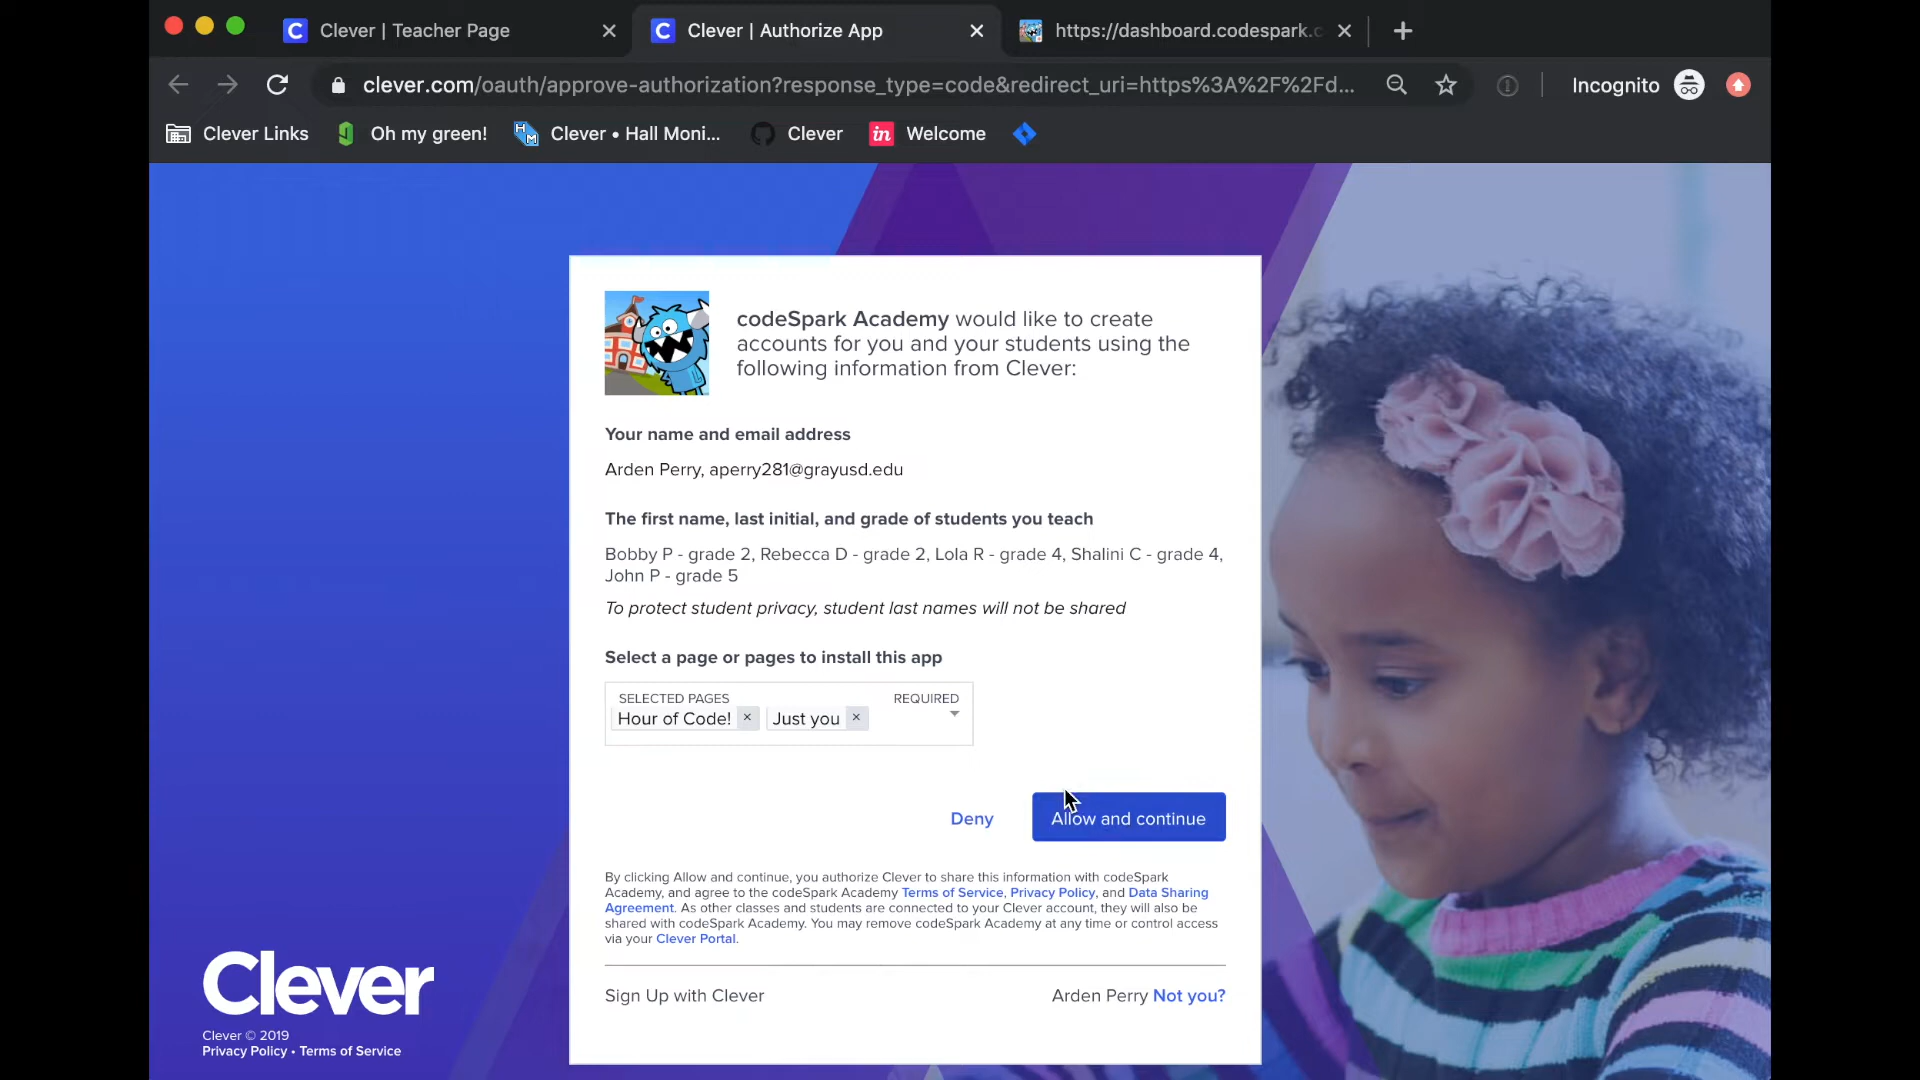 Clever | Teacher Page
Clever | Authorize App
https://dashboard.codespark.c
clever.com/oauth/approve-authorization?response_type=code&redirect_uri=https%3A%2F%2Fd...
Incognito
Clever Links
Oh my green!
Clever • Hall Moni...
Clever
in
Welcome
codeSpark Academy would like to create
accounts for you and your students using the
following information from Clever:
Your name and email address
Arden Perry, aperry281@grayusd.edu
The first name, last initial, and grade of students you teach
Bobby P - grade 2, Rebecca D - grade 2, Lola R - grade 4, Shalini C - grade 4,
John P - grade 5
To protect student privacy, student last names will not be shared
Select a page or pages to install this app
SELECTED PAGES
REQUIRED
Hour of Code! ×
Just you ×
Deny
Allow and continue
By clicking Allow and continue, you authorize Clever to share this information with codeSpark
Academy, and agree to the codeSpark Academy Terms of Service, Privacy Policy, and Data Sharing
Agreement. As other classes and students are connected to your Clever account, they will also be
shared with codeSpark Academy. You may remove codeSpark Academy at any time or control access
via your Clever Portal.
Sign Up with Clever
Arden Perry Not you?
Clever
Clever © 2019
Privacy Policy • Terms of Service